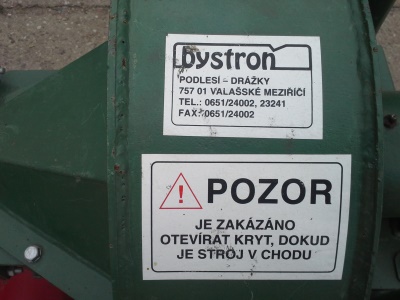 bystron
PODLESÍ – DRÁŽKY
757 01 VALAŠSKÉ MEZIŘÍČÍ
TEL.: 0651/24002, 23241
FAX: 0651/24002
! POZOR
JE ZAKÁZÁNO
OTEVÍRAT KRYT, DOKUD
JE STROJ V CHODU